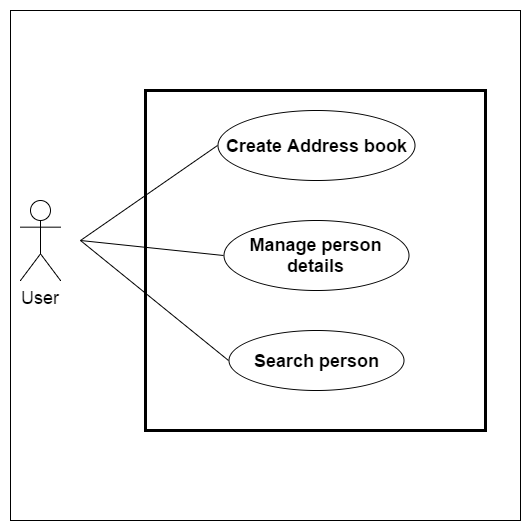 Create Address book
Manage person
details
User
Search person